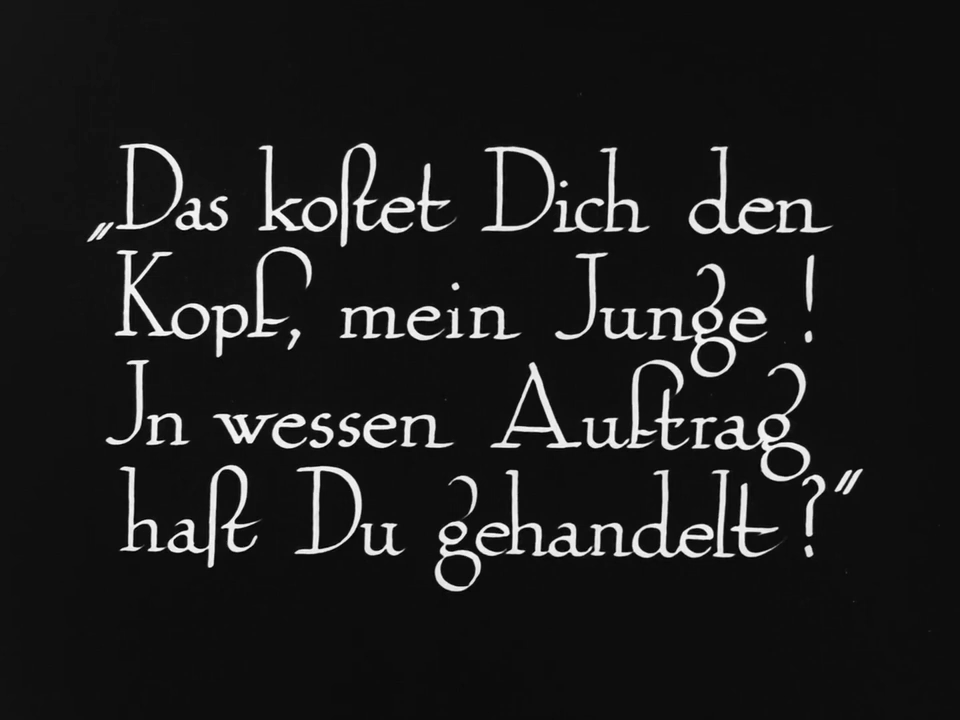 „Das koſtet Dich den
Kopf, mein Junge!
In wessen Auftrag
haſt Du gehandelt?"